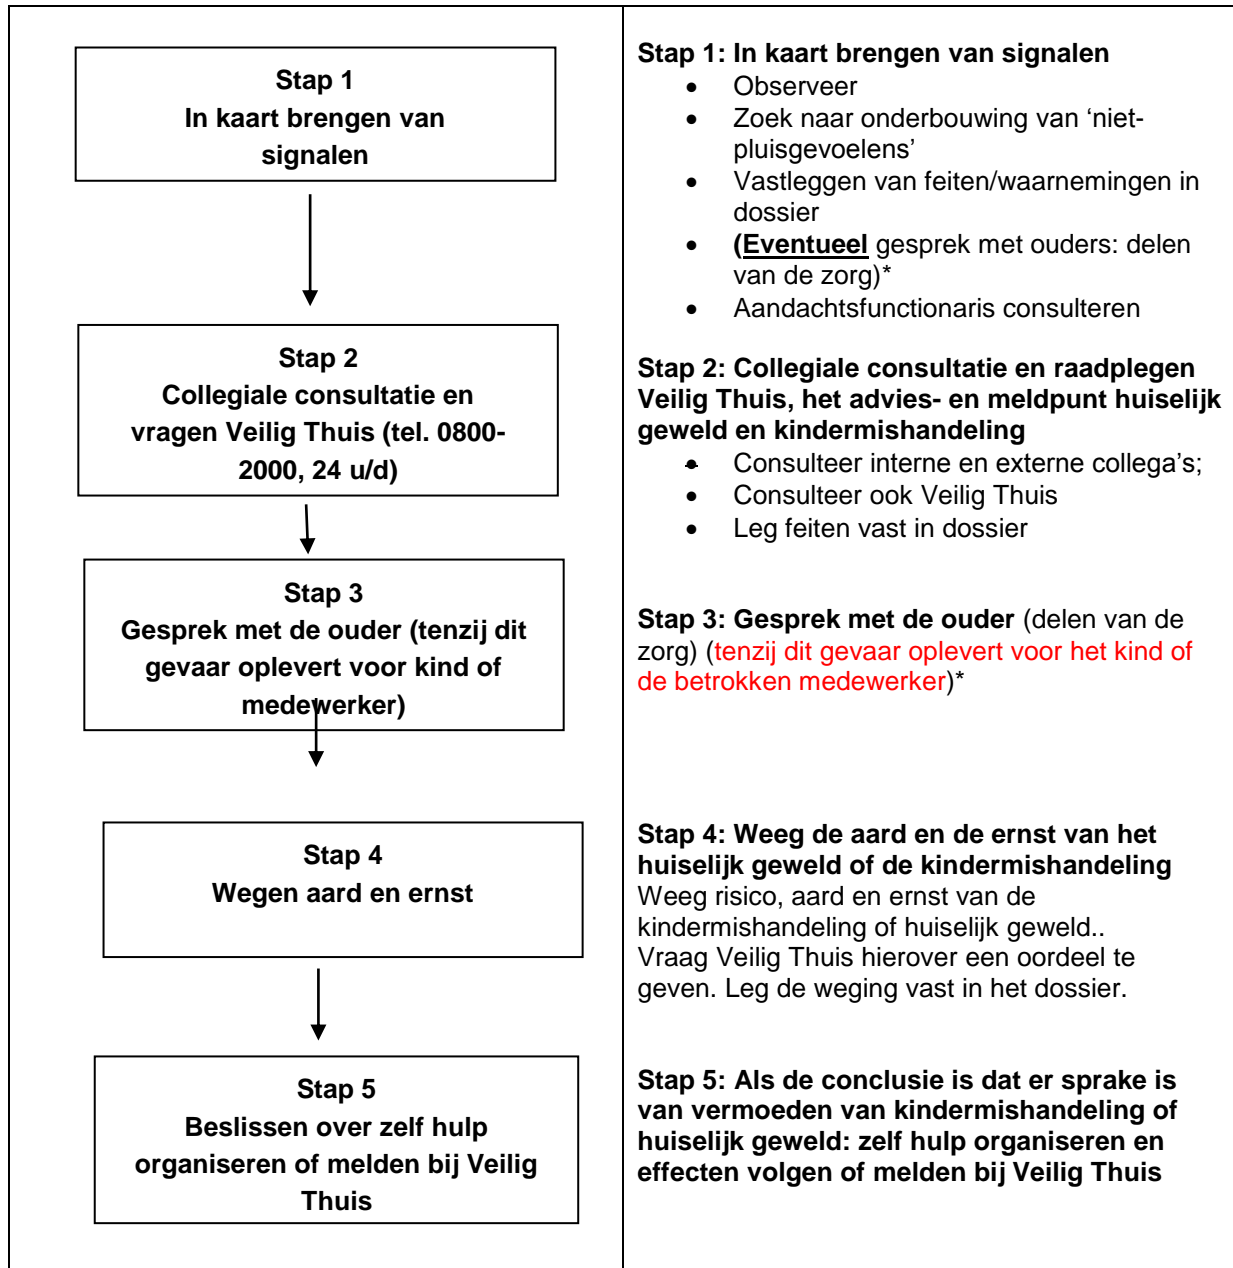 Stap 1
In kaart brengen van
signalen
Stap 2
Collegiale consultatie en
vragen Veilig Thuis (tel. 0800-
2000, 24 u/d)
Stap 3
Gesprek met de ouder (tenzij dit
gevaar oplevert voor kind of
medewerker)
Stap 4
Wegen aard en ernst
Stap 5
Beslissen over zelf hulp
organiseren of melden bij Veilig
Thuis
Stap 1: In kaart brengen van signalen
• Observeer
• Zoek naar onderbouwing van ‘niet-
pluisgevoelens’
• Vastleggen van feiten/waarnemingen in
dossier
• (Eventueel gesprek met ouders: delen
van de zorg)*
• Aandachtsfunctionaris consulteren
Stap 2: Collegiale consultatie en raadplegen
Veilig Thuis, het advies- en meldpunt huiselijk
geweld en kindermishandeling
• Consulteer interne en externe collega’s;
• Consulteer ook Veilig Thuis
• Leg feiten vast in dossier
Stap 3: Gesprek met de ouder (delen van de
zorg) (tenzij dit gevaar oplevert voor het kind of
de betrokken medewerker)*
Stap 4: Weeg de aard en de ernst van het
huiselijk geweld of de kindermishandeling
Weeg risico, aard en ernst van de
kindermishandeling of huiselijk geweld..
Vraag Veilig Thuis hierover een oordeel te
geven. Leg de weging vast in het dossier.
Stap 5: Als de conclusie is dat er sprake is
van vermoeden van kindermishandeling of
huiselijk geweld: zelf hulp organiseren en
effecten volgen of melden bij Veilig Thuis